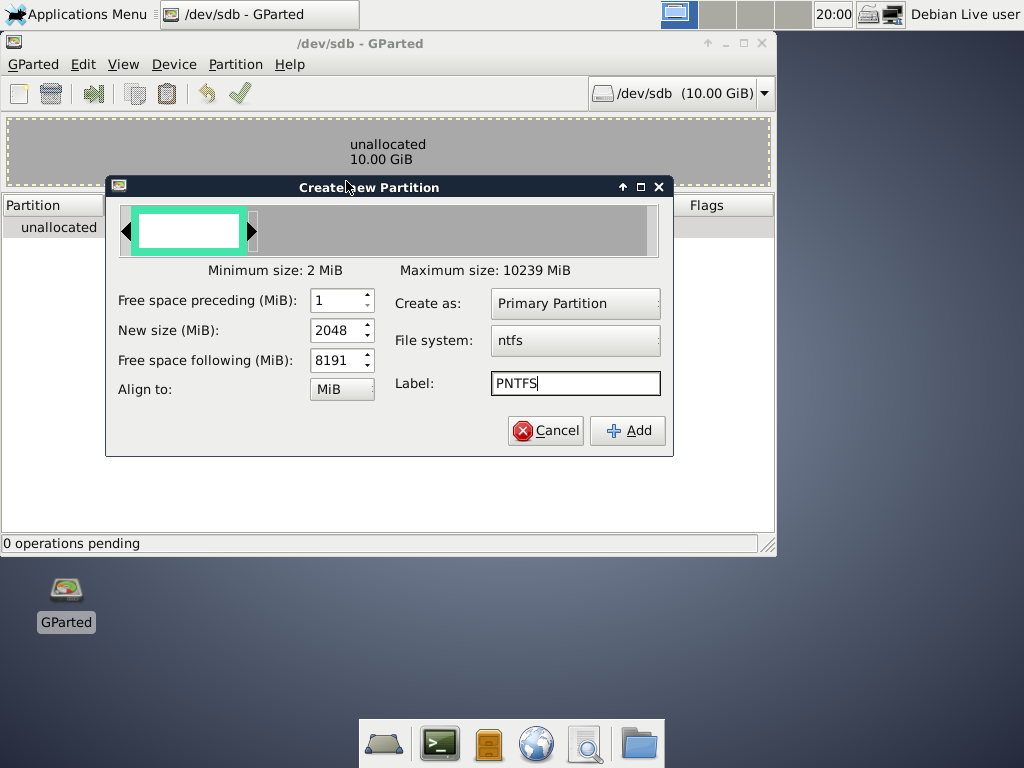 Applications Menu
/dev/sdb - GParted
20:00
Debian Live user
/dev/sdb - GParted
GParted Edit View Device Partition Help
/dev/sdb (10.00 GiB)
unallocated
10.00 GiB
Create new Partition
Partition
Flags
unallocated
Minimum size: 2 MiB
Maximum size: 10239 MiB
Free space preceding (MiB): 1
Create as: Primary Partition
New size (MiB): 2048
File system: ntfs
Free space following (MiB): 8191
Label: PNTFS
Align to: MiB
Cancel
Add
0 operations pending
GParted